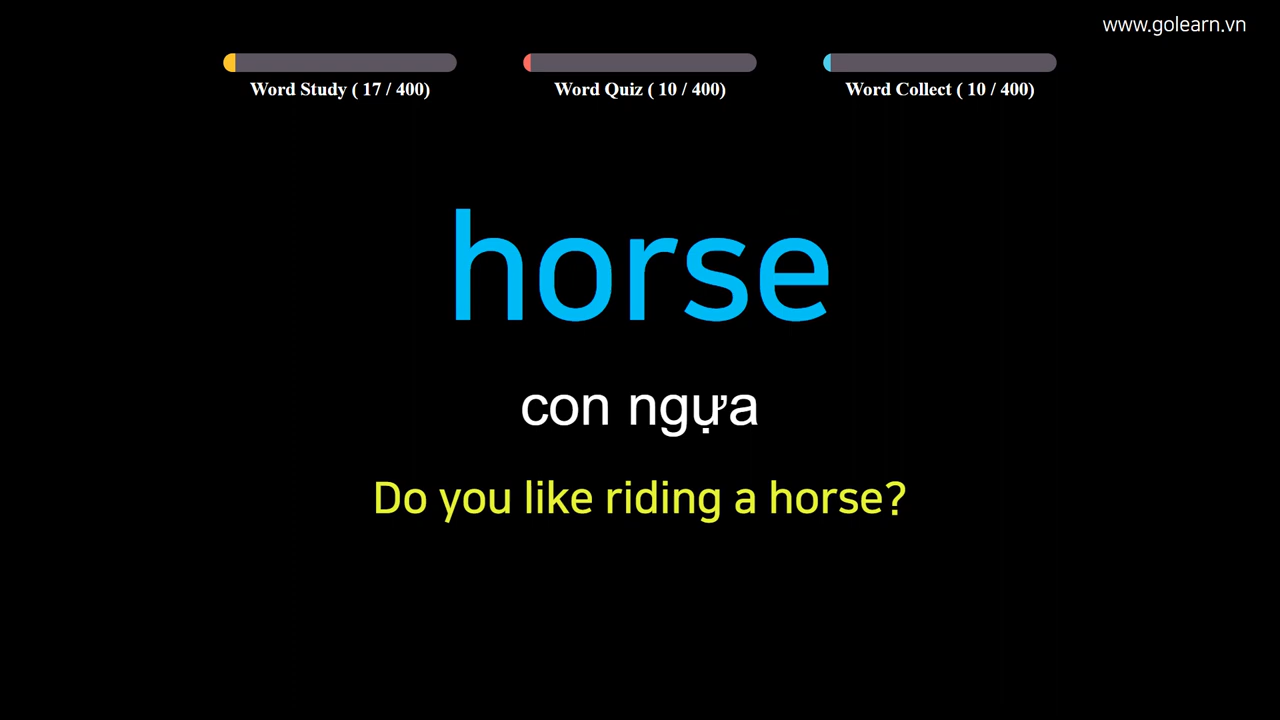 www.golearn.vn
Word Study ( 17 / 400)
Word Quiz ( 10 / 400)
Word Collect ( 10 / 400)
horse
con ngựa
Do you like riding a horse?